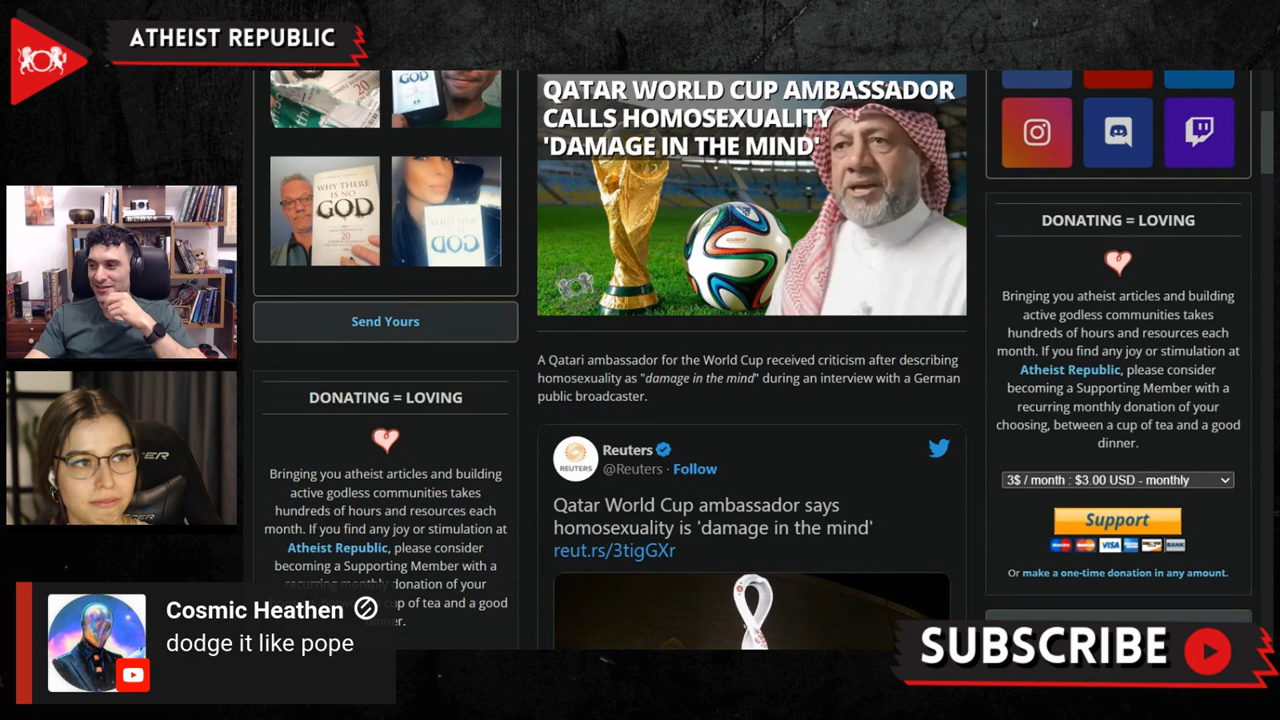 ATHEIST REPUBLIC
GOD
WHY THERE
IS NO
GOD
20
GOD
Send Yours
DONATING = LOVING
Bringing you atheist articles and building
active godless communities takes
hundreds of hours and resources each
month. If you find any joy or stimulation at
Atheist Republic, please consider
becoming a Supporting Member with a
recurring monthly donation of your
cup of tea and a good
dinner.
QATAR WORLD CUP AMBASSADOR
CALLS HOMOSEXUALITY
'DAMAGE IN THE MIND'
A Qatari ambassador for the World Cup received criticism after describing
homosexuality as "damage in the mind" during an interview with a German
public broadcaster.
REUTERS
Reuters
@Reuters · Follow
Qatar World Cup ambassador says
homosexuality is 'damage in the mind'
reut.rs/3tigGXr
DONATING = LOVING
Bringing you atheist articles and building
active godless communities takes
hundreds of hours and resources each
month. If you find any joy or stimulation at
Atheist Republic, please consider
becoming a Supporting Member with a
recurring monthly donation of your
choosing, between a cup of tea and a good
dinner.
3$ / month : $3.00 USD - monthly
Support
VISA
BANK
Or make a one-time donation in any amount.
Cosmic Heathen
dodge it like pope
SUBSCRIBE